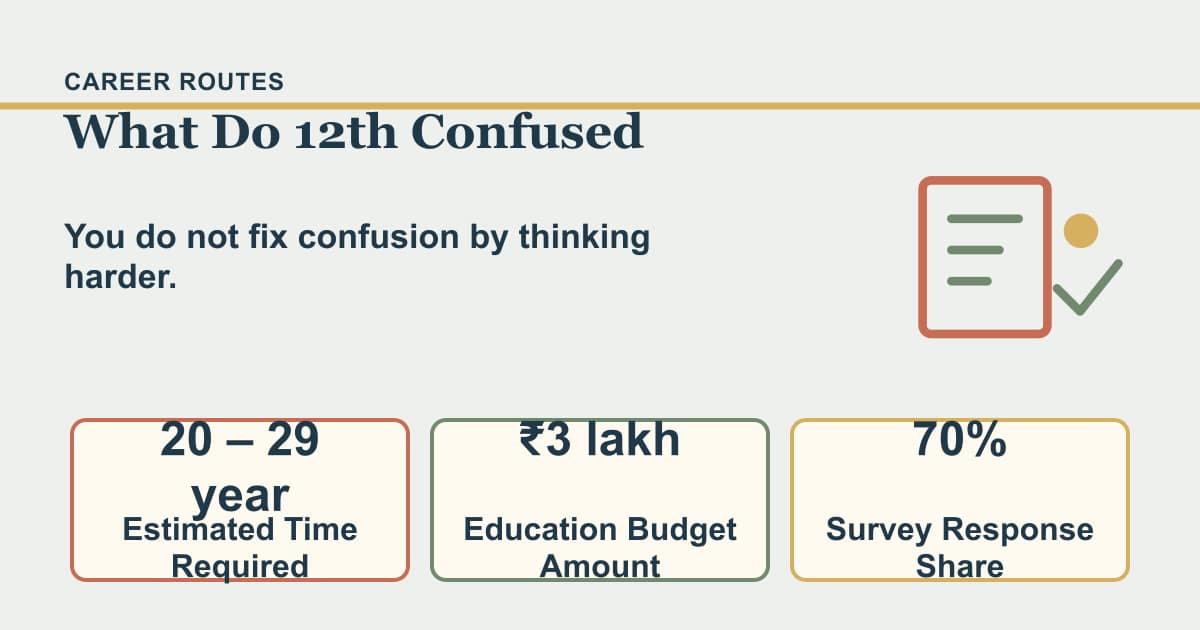 CAREER ROUTES
What Do 12th Confused
You do not fix confusion by thinking
harder.
20 – 29
year
Estimated Time
Required
₹3 lakh
Education Budget
Amount
70%
Survey Response
Share